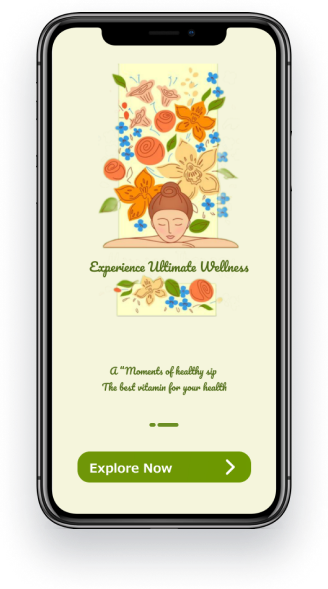 Experience Ultimate Wellness
A "Moments of healthy sip
The best vitamin for your health
Explore Now